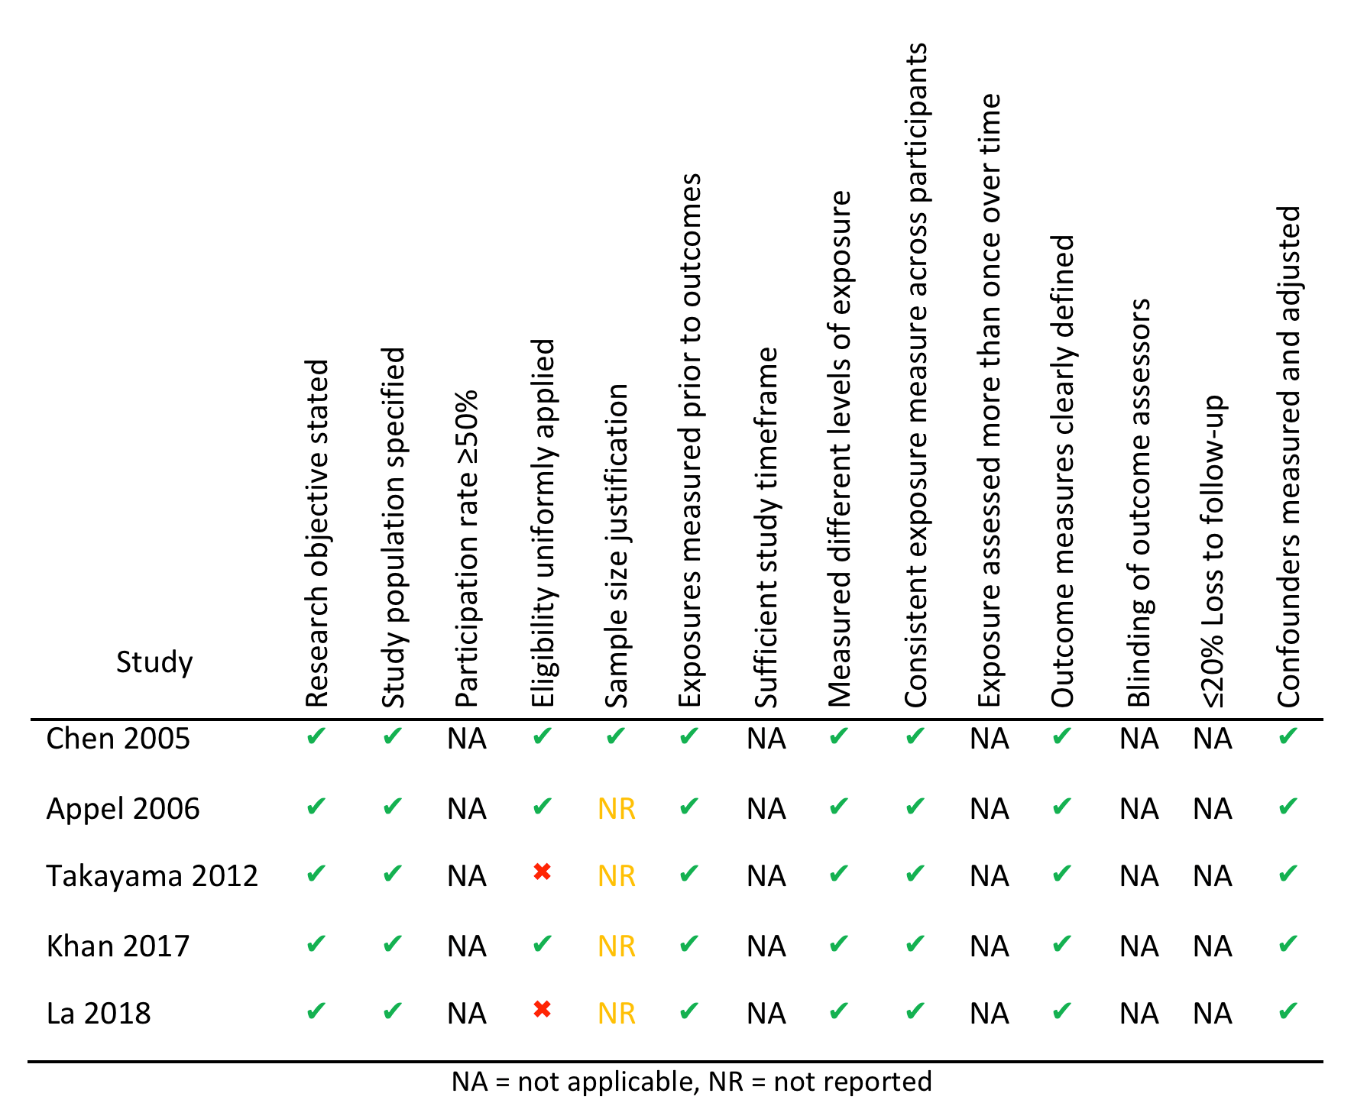 Research objective stated
Study population specified
Participation rate ≥50%
Eligibility uniformly applied
Sample size justification
Exposures measured prior to outcomes
Sufficient study timeframe
Measured different levels of exposure
Consistent exposure measure across participants
Exposure assessed more than once over time
Outcome measures clearly defined
Blinding of outcome assessors
≤20% Loss to follow-up
Confounders measured and adjusted
Study
Chen 2005 ✔ ✔ NA ✔ ✔ ✔ NA ✔ ✔ NA ✔ NA NA ✔
Appel 2006 ✔ ✔ NA ✔ NR ✔ NA ✔ ✔ NA ✔ NA NA ✔
Takayama 2012 ✔ ✔ NA ✖ NR ✔ NA ✔ ✔ NA ✔ NA NA ✔
Khan 2017 ✔ ✔ NA ✔ NR ✔ NA ✔ ✔ NA ✔ NA NA ✔
La 2018 ✔ ✔ NA ✖ NR ✔ NA ✔ ✔ NA ✔ NA NA ✔
NA = not applicable, NR = not reported